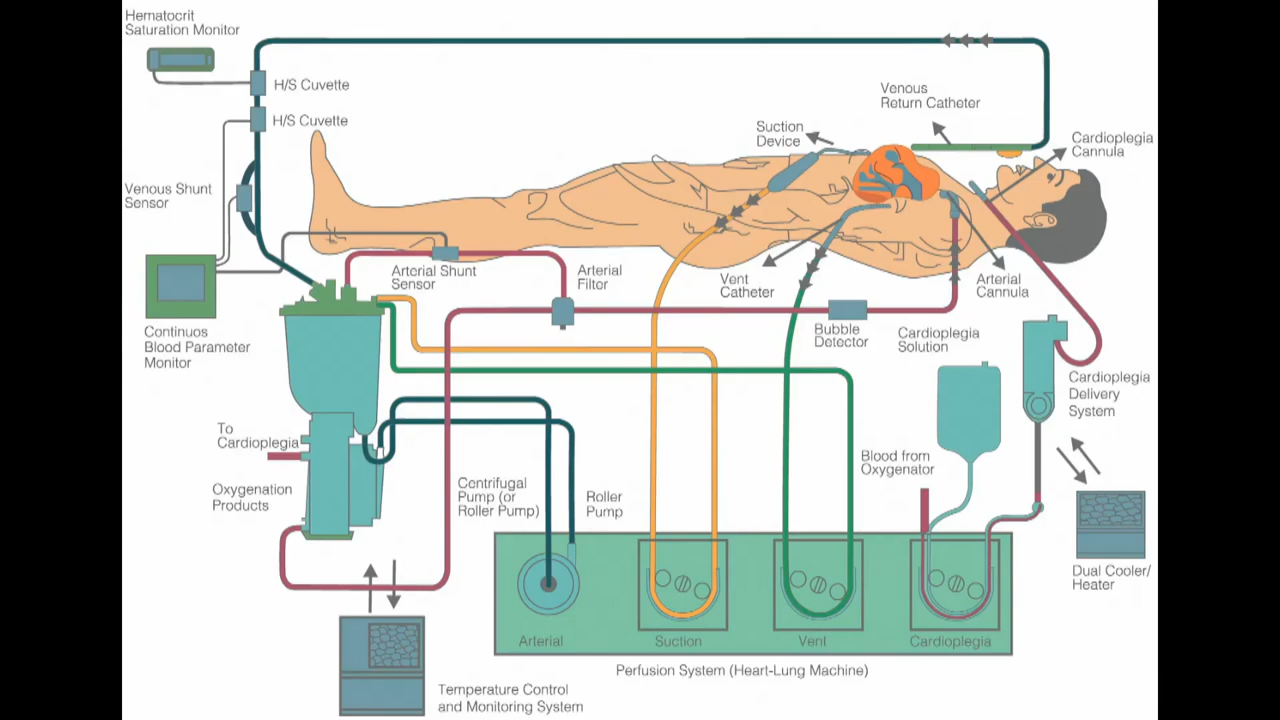 Hematocrit
Saturation Monitor
H/S Cuvette
H/S Cuvette
Venous
Return Catheter
Suction
Device
Cardioplegia
Cannula
Venous Shunt
Sensor
Arterial Shunt
Sensor
Arterial
Filter
Vent
Catheter
Arterial
Cannula
Continuos
Blood Parameter
Monitor
Bubble
Detector
Cardioplegia
Solution
Cardioplegia
Delivery
System
To
Cardioplegia
Blood from
Oxygenator
Oxygenation
Products
Centrifugal
Pump (or
Roller Pump)
Roller
Pump
Dual Cooler/
Heater
Arterial
Suction
Vent
Cardioplegia
Perfusion System (Heart-Lung Machine)
Temperature Control
and Monitoring System